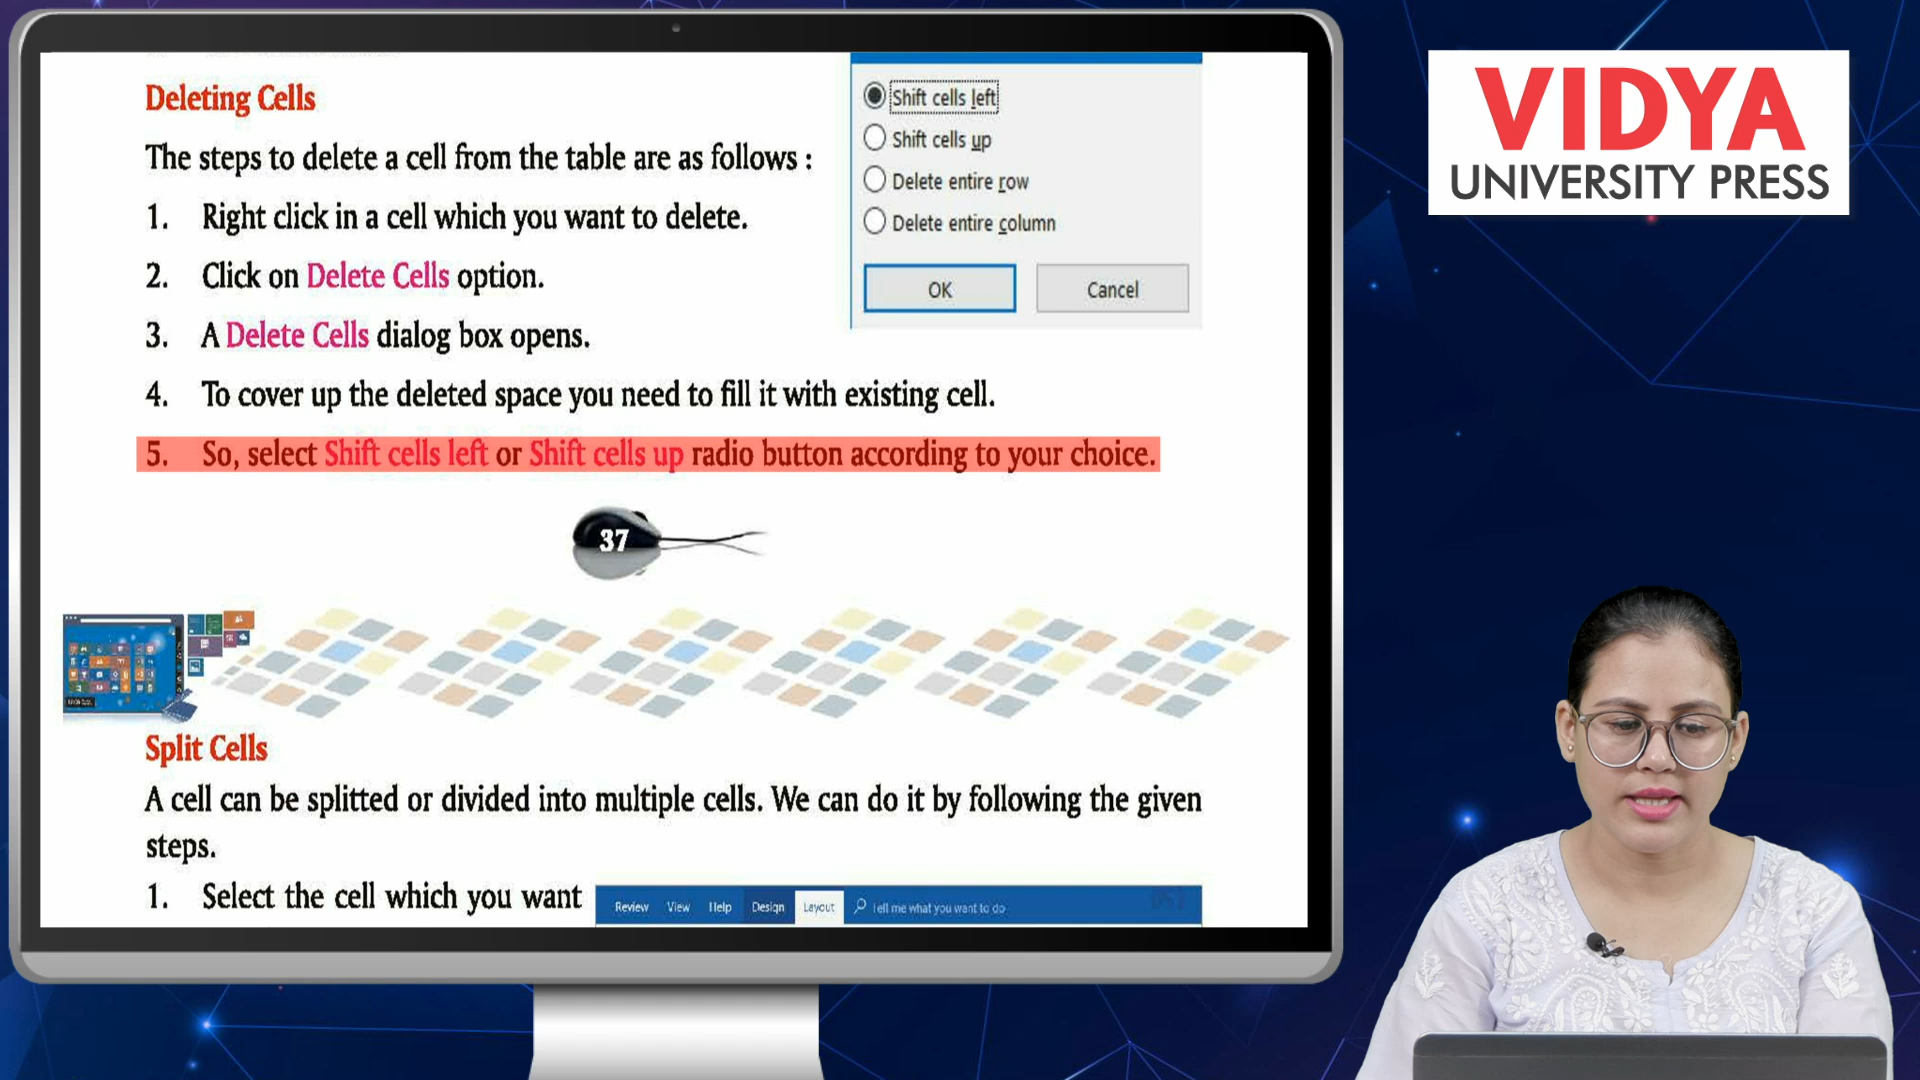 Deleting Cells
The steps to delete a cell from the table are as follows :
1. Right click in a cell which you want to delete.
2. Click on Delete Cells option.
3. A Delete Cells dialog box opens.
4. To cover up the deleted space you need to fill it with existing cell.
5. So, select Shift cells left or Shift cells up radio button according to your choice.
Shift cells left
Shift cells up
Delete entire row
Delete entire column
OK Cancel
37
Split Cells
A cell can be splitted or divided into multiple cells. We can do it by following the given
steps.
1. Select the cell which you want
Review View Help Design Layout Tell me what you want to do
VIDYA
UNIVERSITY PRESS